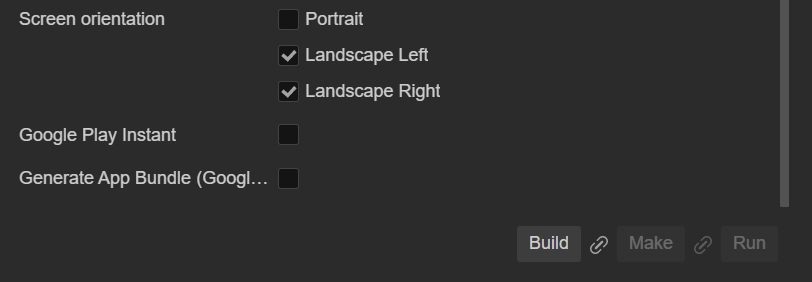 Screen orientation Portrait
Landscape Left
Landscape Right
Google Play Instant
Generate App Bundle (Googl...
Build Make Run